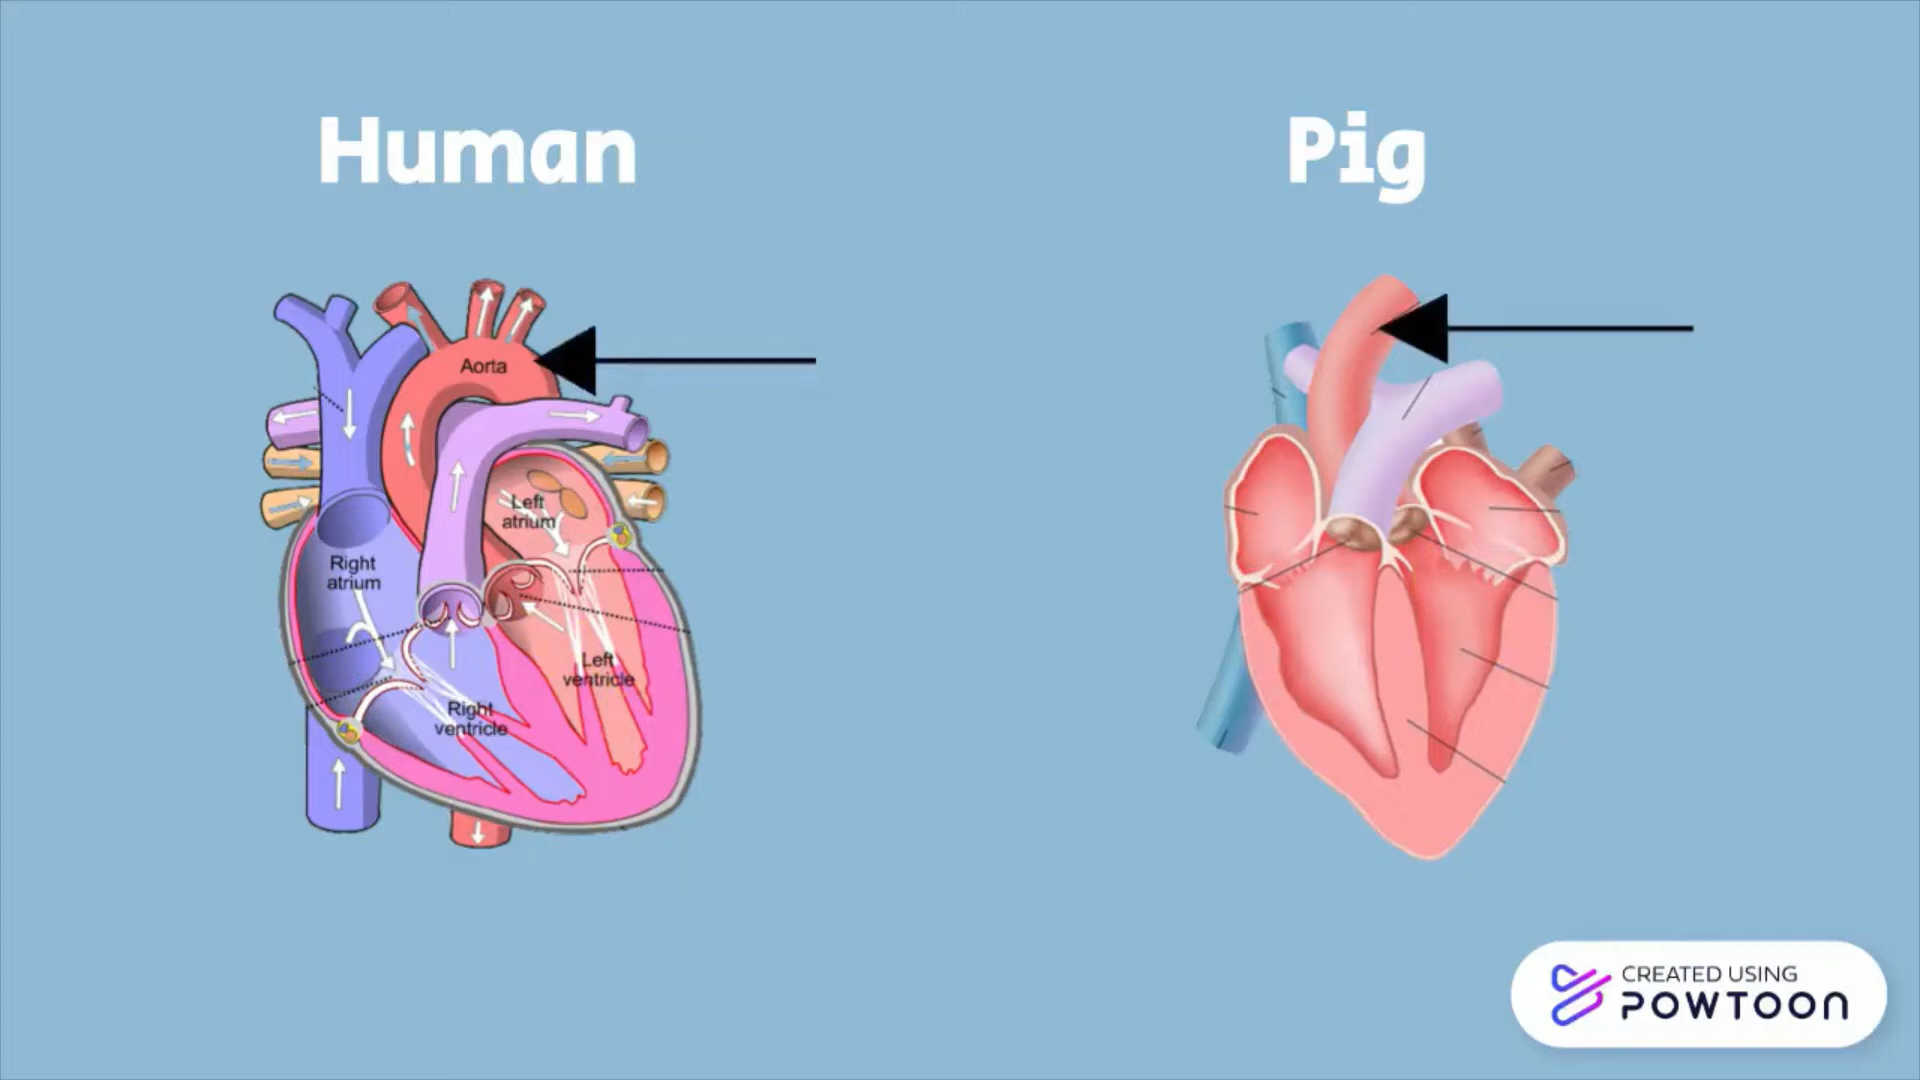 Human
Pig
Aorta
Left
atrium
Right
atrium
Left
ventricle
Right
ventricle
CREATED USING
POWTOON